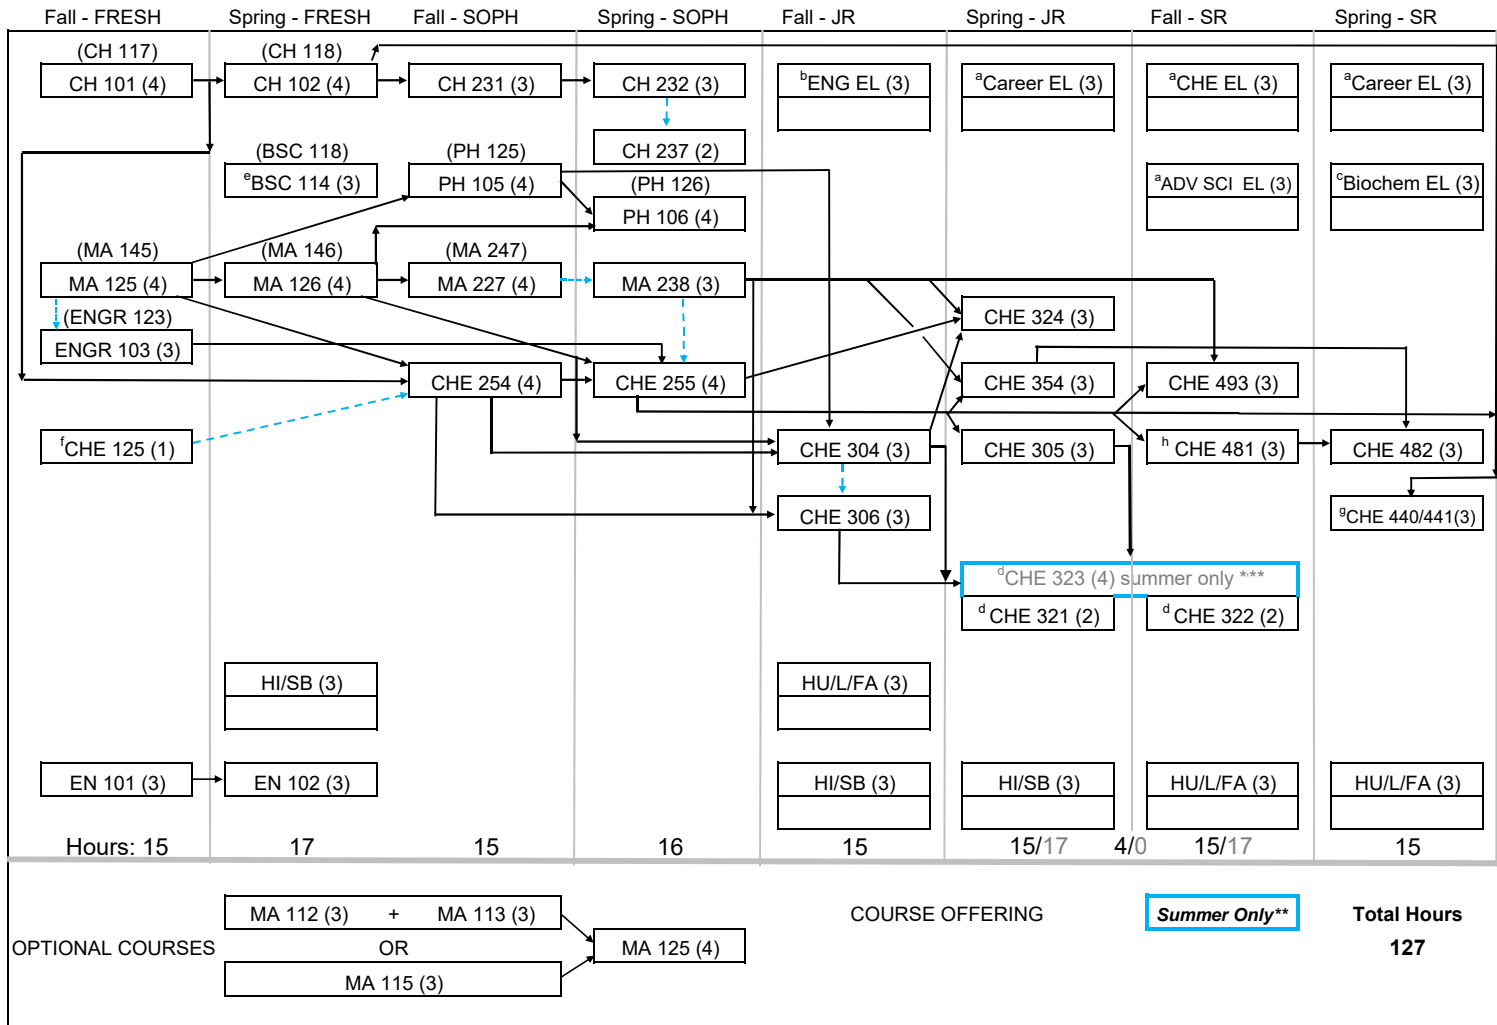 Fall - FRESH Spring - FRESH Fall - SOPH Spring - SOPH Fall - JR Spring - JR Fall - SR Spring - SR
(CH 117) (CH 118)
CH 101 (4) CH 102 (4) CH 231 (3) CH 232 (3) bENG EL (3) aCareer EL (3) aCHE EL (3) aCareer EL (3)
(BSC 118) (PH 125) CH 237 (2)
eBSC 114 (3) PH 105 (4) (PH 126) aADV SCI EL (3) cBiochem EL (3)
PH 106 (4)
(MA 145) (MA 146) (MA 247)
MA 125 (4) MA 126 (4) MA 227 (4) MA 238 (3)
(ENGR 123) CHE 324 (3)
ENGR 103 (3)
CHE 254 (4) CHE 255 (4) CHE 354 (3) CHE 493 (3)
fCHE 125 (1) CHE 304 (3) CHE 305 (3) h CHE 481 (3) CHE 482 (3)
CHE 306 (3) gCHE 440/441(3)
dCHE 323 (4) summer only *,**
d CHE 321 (2) d CHE 322 (2)
HI/SB (3) HU/L/FA (3)
EN 101 (3) EN 102 (3) HI/SB (3) HI/SB (3) HU/L/FA (3) HU/L/FA (3)
Hours: 15 17 15 16 15 15/17 4/0 15/17 15
MA 112 (3) + MA 113 (3) COURSE OFFERING Summer Only** Total Hours
OPTIONAL COURSES OR MA 125 (4) 127
MA 115 (3)